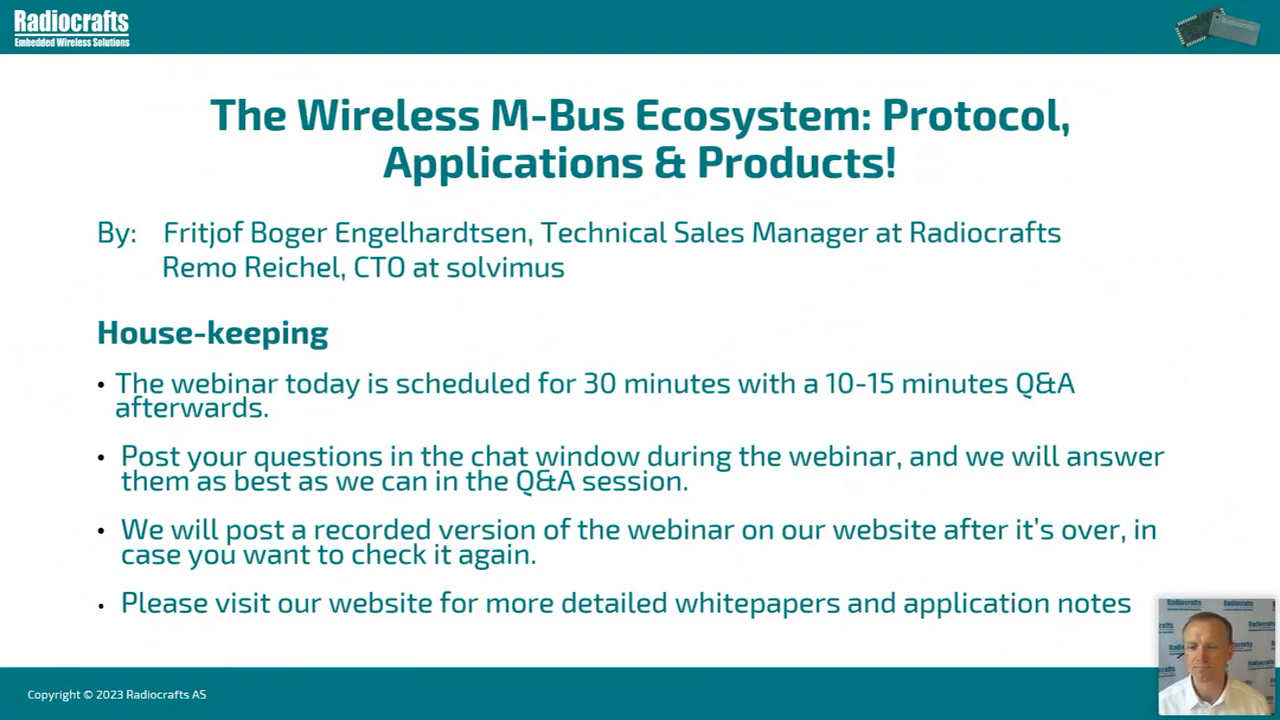 Radiocrafts
Embedded Wireless Solutions
The Wireless M-Bus Ecosystem: Protocol,
Applications & Products!
By: Fritjof Boger Engelhardtsen, Technical Sales Manager at Radiocrafts
Remo Reichel, CTO at solvimus
House-keeping
• The webinar today is scheduled for 30 minutes with a 10-15 minutes Q&A
afterwards.
• Post your questions in the chat window during the webinar, and we will answer
them as best as we can in the Q&A session.
• We will post a recorded version of the webinar on our website after it’s over, in
case you want to check it again.
• Please visit our website for more detailed whitepapers and application notes
Radiocrafts
Radiocrafts
Copyright © 2023 Radiocrafts AS